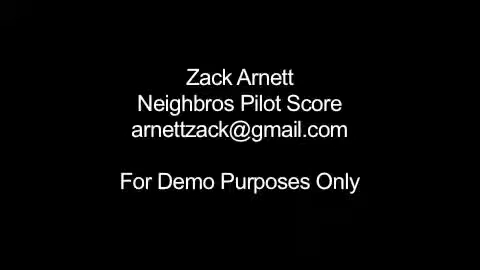 Zack Arnett
Neighbros Pilot Score
arnettzack@gmail.com
For Demo Purposes Only